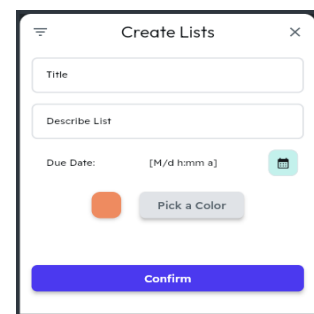 Create Lists
Title
Describe List
Due Date: [M/d h:mm a]
Pick a Color
Confirm